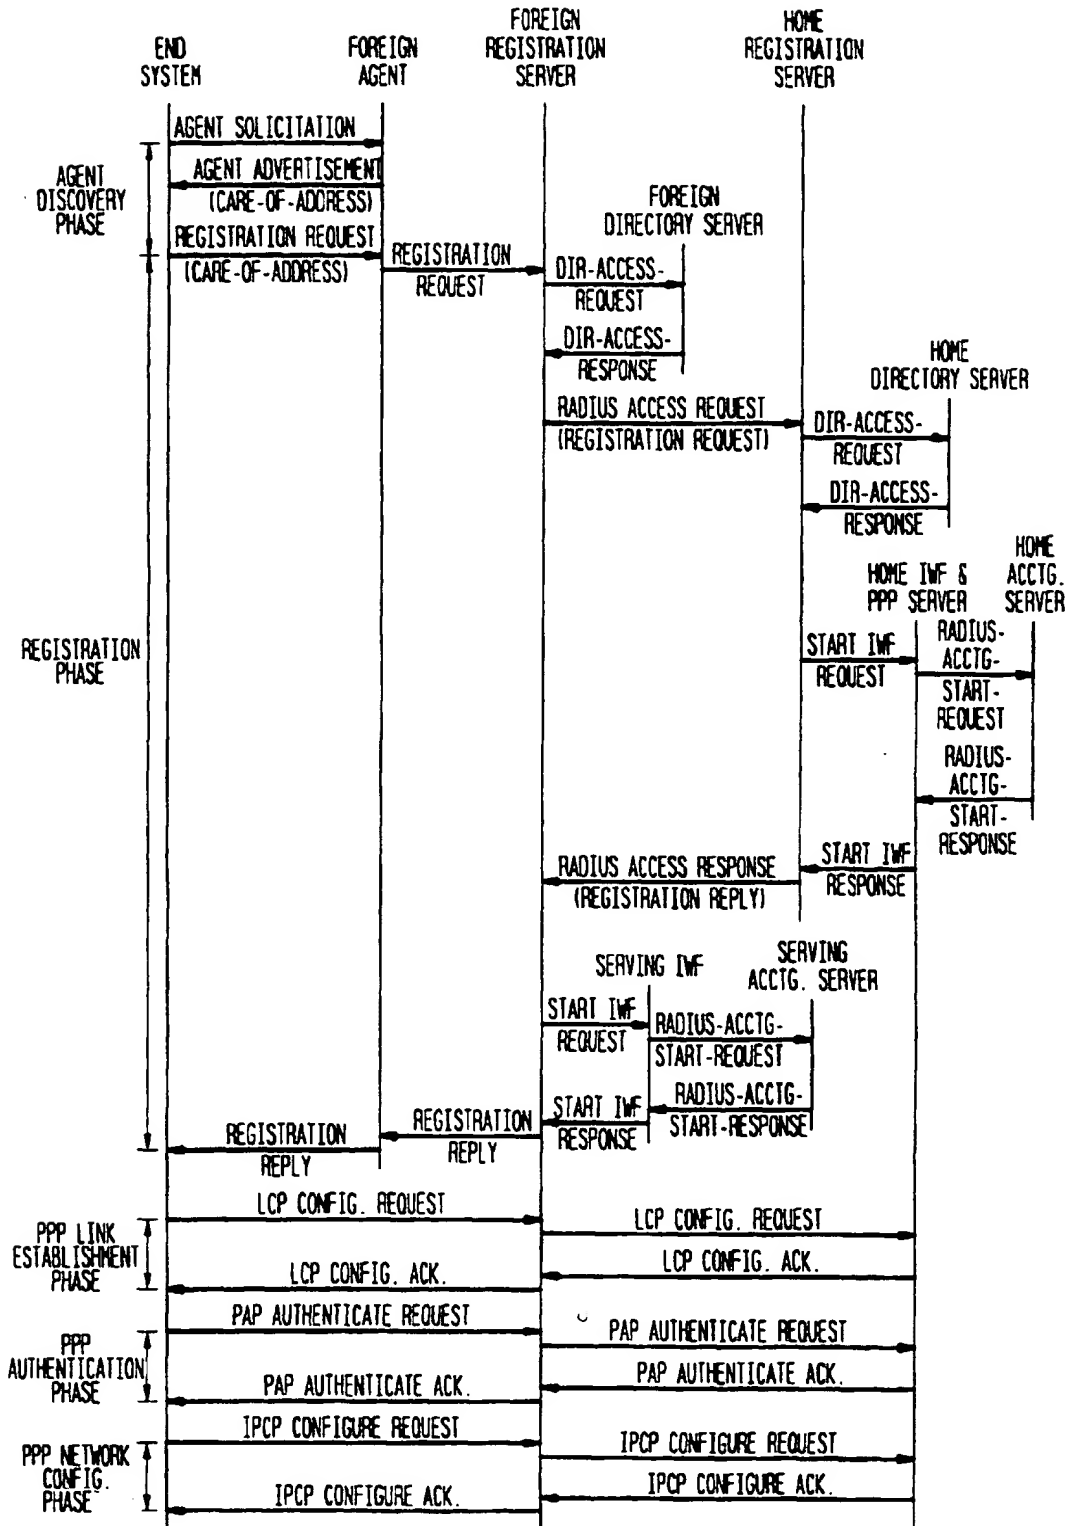 END
SYSTEM
FOREIGN
AGENT
FOREIGN
REGISTRATION
SERVER
HOME
REGISTRATION
SERVER
AGENT SOLICITATION
AGENT
DISCOVERY
PHASE
AGENT ADVERTISEMENT
(CARE-OF-ADDRESS)
FOREIGN
DIRECTORY SERVER
REGISTRATION REQUEST
(CARE-OF-ADDRESS)
REGISTRATION
REQUEST
DIR-ACCESS-
REQUEST
DIR-ACCESS-
RESPONSE
HOME
DIRECTORY SERVER
RADIUS ACCESS REQUEST
(REGISTRATION REQUEST)
DIR-ACCESS-
REQUEST
DIR-ACCESS-
RESPONSE
HOME IWF &
PPP SERVER
HOME
ACCTG.
SERVER
REGISTRATION
PHASE
START IWF
REQUEST
RADIUS-
ACCTG-
START-
REQUEST
RADIUS-
ACCTG-
START-
RESPONSE
START IWF
RESPONSE
RADIUS ACCESS RESPONSE
(REGISTRATION REPLY)
SERVING IWF
SERVING
ACCTG. SERVER
START IWF
REQUEST
RADIUS-ACCTG-
START-REQUEST
RADIUS-ACCTG-
START-RESPONSE
START IWF
RESPONSE
REGISTRATION
REPLY
REGISTRATION
REPLY
LCP CONFIG. REQUEST
LCP CONFIG. REQUEST
PPP LINK
ESTABLISHMENT
PHASE
LCP CONFIG. ACK.
LCP CONFIG. ACK.
PAP AUTHENTICATE REQUEST
PAP AUTHENTICATE REQUEST
PPP
AUTHENTICATION
PHASE
PAP AUTHENTICATE ACK.
PAP AUTHENTICATE ACK.
IPCP CONFIGURE REQUEST
IPCP CONFIGURE REQUEST
PPP NETWORK
CONFIG.
PHASE
IPCP CONFIGURE ACK.
IPCP CONFIGURE ACK.